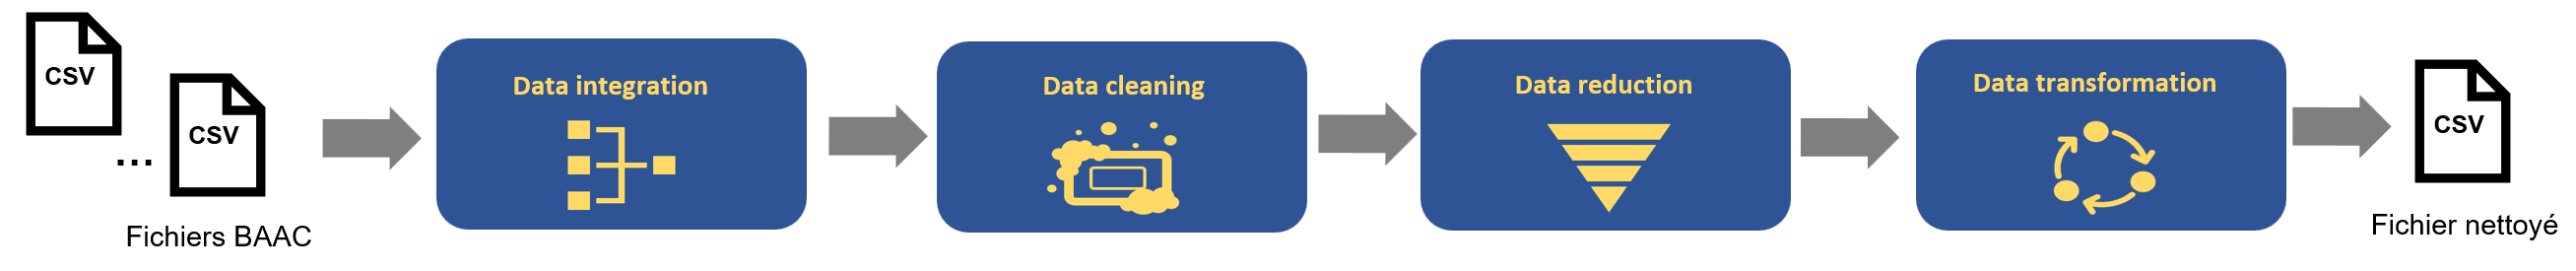 CSV
...
CSV
Fichiers BAAC
Data integration
Data cleaning
Data reduction
Data transformation
CSV
Fichier nettoyé